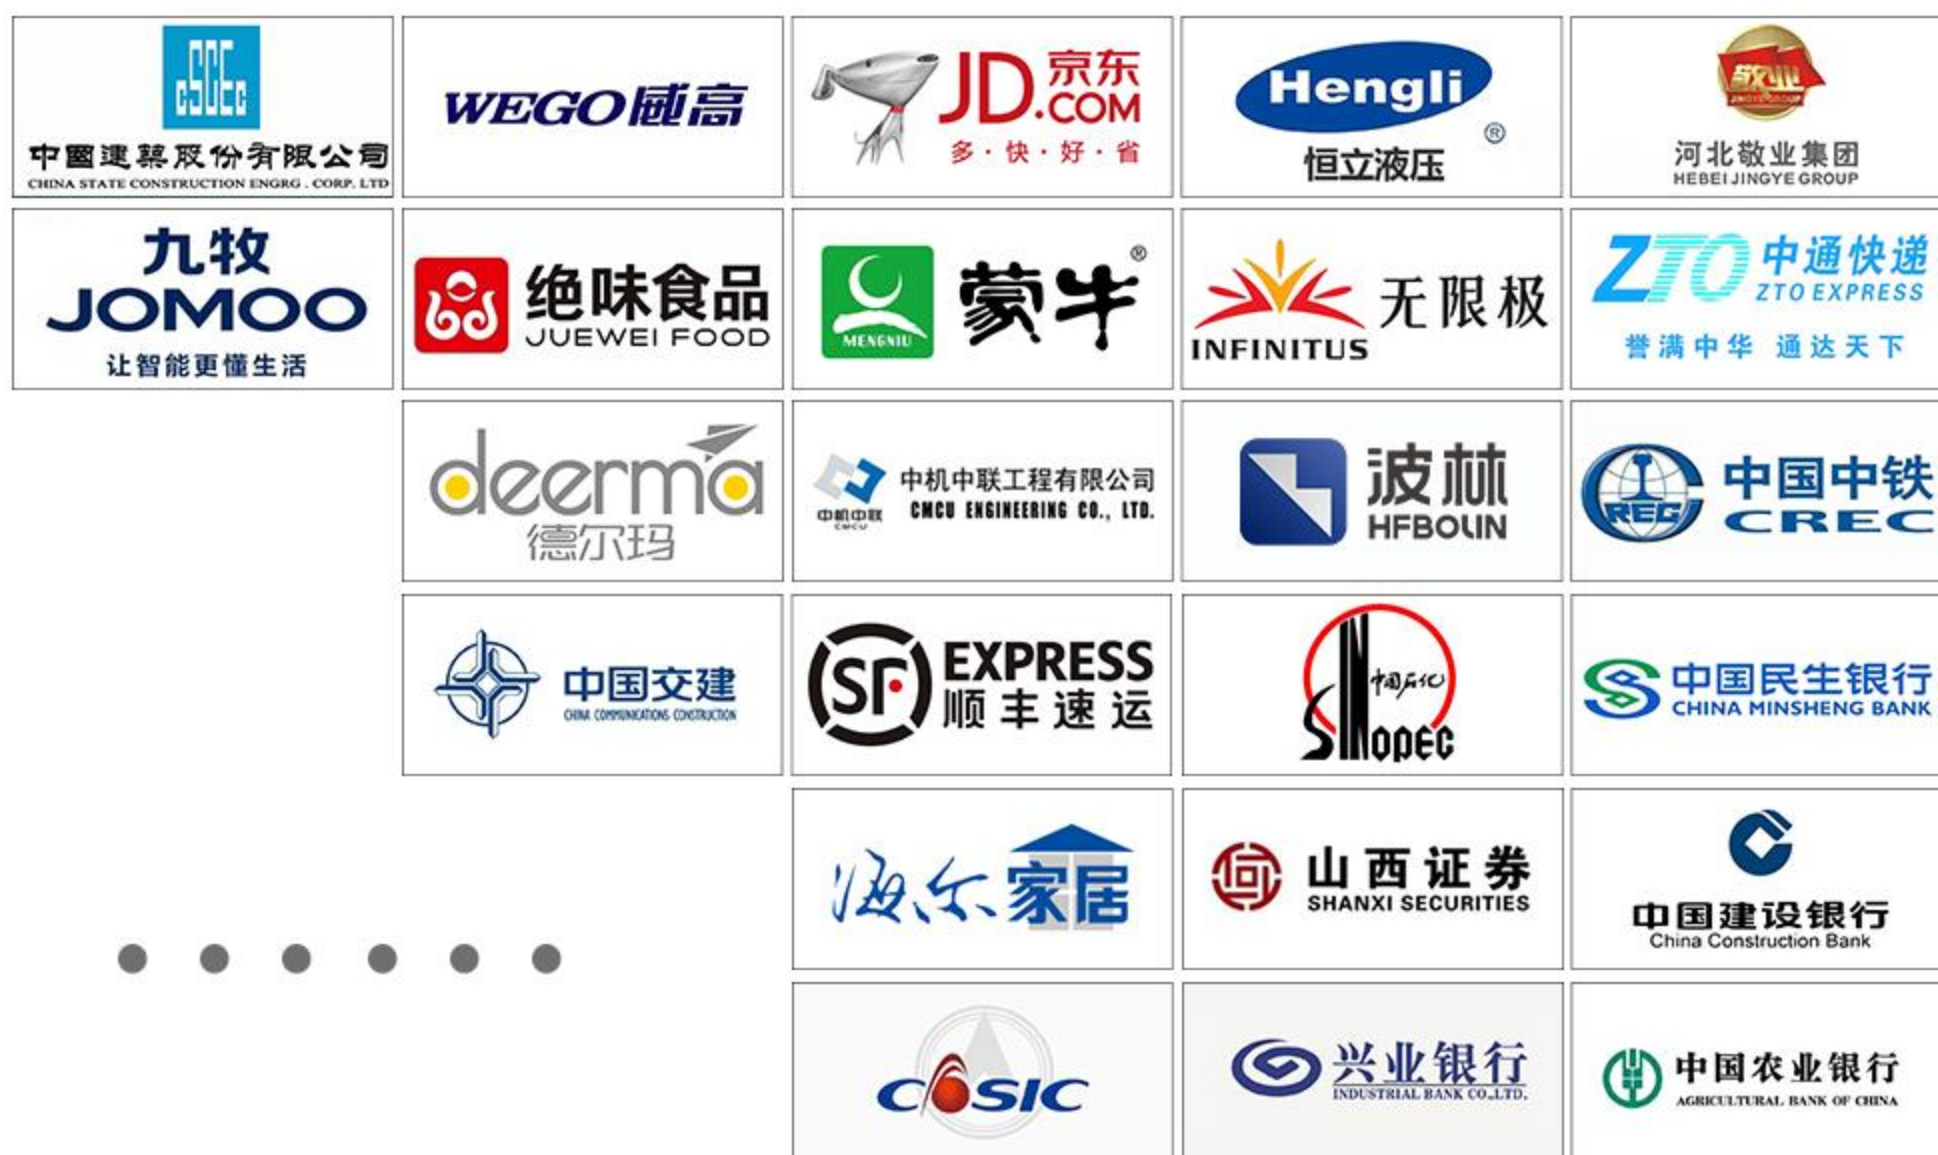 CSCEC
中國建築股份有限公司
CHINA STATE CONSTRUCTION ENGRG . CORP. LTD
WEGO威高
JD京东
.COM
多·快·好·省
Hengli
®
恒立液压
敬业
JINGYE GROUP
河北敬业集团
HEBEI JINGYE GROUP
九牧
JOMOO
让智能更懂生活
绝味食品
JUEWEI FOOD
MENGNIU
蒙牛®
INFINITUS
无限极
ZTO 中通快递
ZTO EXPRESS
誉满中华 通达天下
deerma
德尔玛
中机中联
CMCU
中机中联工程有限公司
CMCU ENGINEERING CO., LTD.
波林
HFBOLIN
CREG
中国中铁
CREC
中国交建
CHINA COMMUNICATIONS CONSTRUCTION
SF EXPRESS
顺丰速运
中国石化
SINOPEC
中国民生银行
CHINA MINSHENG BANK
海尔家居
山西证券
SHANXI SECURITIES
中国建设银行
China Construction Bank
CASIC
兴业银行
INDUSTRIAL BANK CO.,LTD.
中国农业银行
AGRICULTURAL BANK OF CHINA